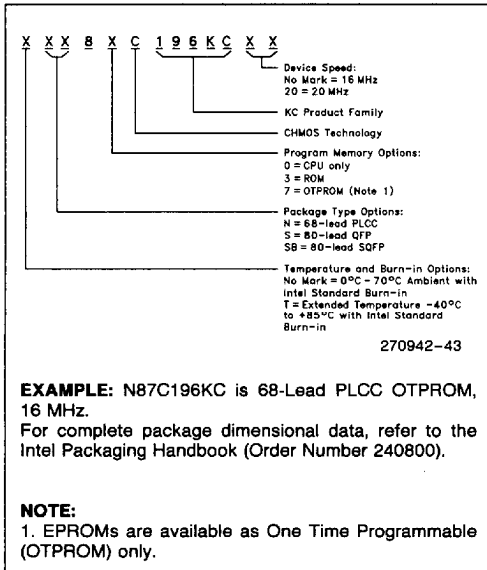 X XX 8 X C 196KC XX
Device Speed:
No Mark = 16 MHz
20 = 20 MHz
KC Product Family
CHMOS Technology
Program Memory Options:
0 = CPU only
3 = ROM
7 = OTPROM (Note 1)
Package Type Options:
N = 68-lead PLCC
S = 80-lead QFP
SB = 80-lead SQFP
Temperature and Burn-in Options:
No Mark = 0°C - 70°C Ambient with
Intel Standard Burn-in
T = Extended Temperature -40°C
to +85°C with Intel Standard
Burn-in
270942-43
EXAMPLE: N87C196KC is 68-Lead PLCC OTPROM,
16 MHz.
For complete package dimensional data, refer to the
Intel Packaging Handbook (Order Number 240800).
NOTE:
1. EPROMs are available as One Time Programmable
(OTPROM) only.